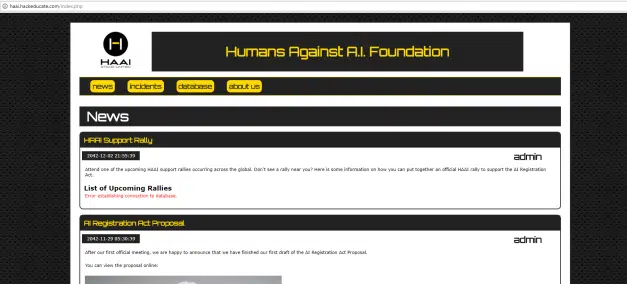 haai.hackeducate.com/index.php
HAAI
Humans Against A.I. Foundation
news incidents database about us
News
HAAI Support Rally
2042-12-02 21:55:39 admin
Attend one of the upcoming HAAI support rallies occurring across the global. Don't see a rally near you? Here is some information on how you can put together an official HAAI rally to support the AI Registration
Act.
List of Upcoming Rallies
Error establishing connection to database.
AI Registration Act Proposal
2042-11-29 05:30:39 admin
After our first official meeting, we are happy to announce that we have finished our first draft of the AI Registration Act Proposal.
You can view the proposal online: